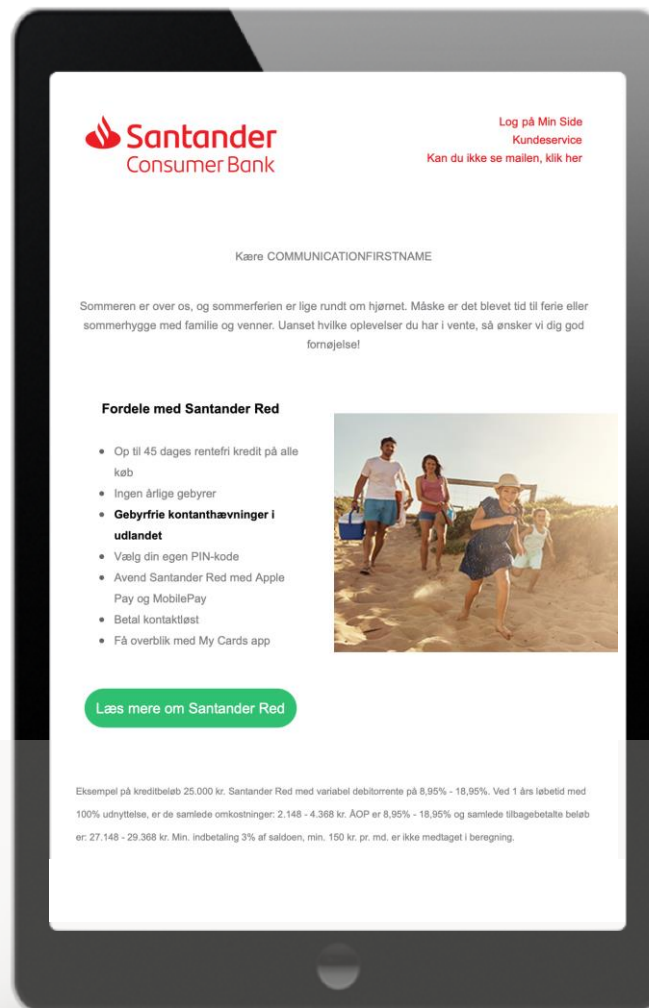 Santander
Consumer Bank
Log på Min Side
Kundeservice
Kan du ikke se mailen, klik her
Kære COMMUNICATIONFIRSTNAME
Sommeren er over os, og sommerferien er lige rundt om hjørnet. Måske er det blevet tid til ferie eller
sommerhygge med familie og venner. Uanset hvilke oplevelser du har i vente, så ønsker vi dig god
fornøjelse!
Fordele med Santander Red
Op til 45 dages rentefri kredit på alle
køb
Ingen årlige gebyrer
Gebyrfrie kontanthævninger i
udlandet
Vælg din egen PIN-kode
Avend Santander Red med Apple
Pay og MobilePay
Betal kontaktløst
Få overblik med My Cards app
Læs mere om Santander Red
Eksempel på kreditbeløb 25.000 kr. Santander Red med variabel debitorrente på 8,95% - 18,95%. Ved 1 års løbetid med
100% udnyttelse, er de samlede omkostninger: 2.148 - 4.368 kr. ÅOP er 8,95% - 18,95% og samlede tilbagebetalte beløb
er: 27.148 - 29.368 kr. Min. indbetaling 3% af saldoen, min. 150 kr. pr. md. er ikke medtaget i beregning.